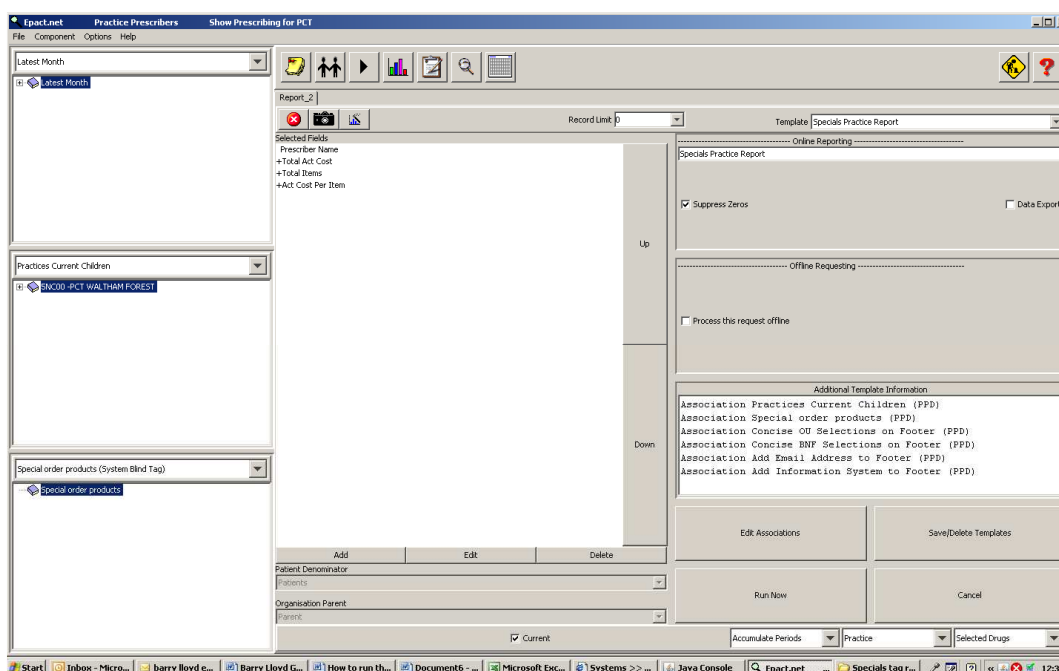 Epact.net Practice Prescribers Show Prescribing for PCT
File Component Options Help
Latest Month
Latest Month
Report_2
Record Limit 0
Template Specials Practice Report
Selected Fields
Prescriber Name
+Total Act Cost
+Total Items
+Act Cost Per Item
Up
Down
Online Reporting
Specials Practice Report
Suppress Zeros
Data Export
Practices Current Children
5NC00 -PCT WALTHAM FOREST
Offline Requesting
Process this request offline
Additional Template Information
Association Practices Current Children (PPD)
Association Special order products (PPD)
Association Concise OU Selections on Footer (PPD)
Association Concise BNF Selections on Footer (PPD)
Association Add Email Address to Footer (PPD)
Association Add Information System to Footer (PPD)
Special order products (System Blind Tag)
Special order products
Edit Associations
Save/Delete Templates
Add Edit Delete
Patient Denominator
Patients
Run Now
Cancel
Organisation Parent
Parent
Current
Accumulate Periods Practice Selected Drugs
Start Inbox - Micro... barry lloyd e... Barry Lloyd G... How to run th... Document6 - ... Microsoft Exc... Systems >> ... Java Console Epact.net ... Specials tag r...